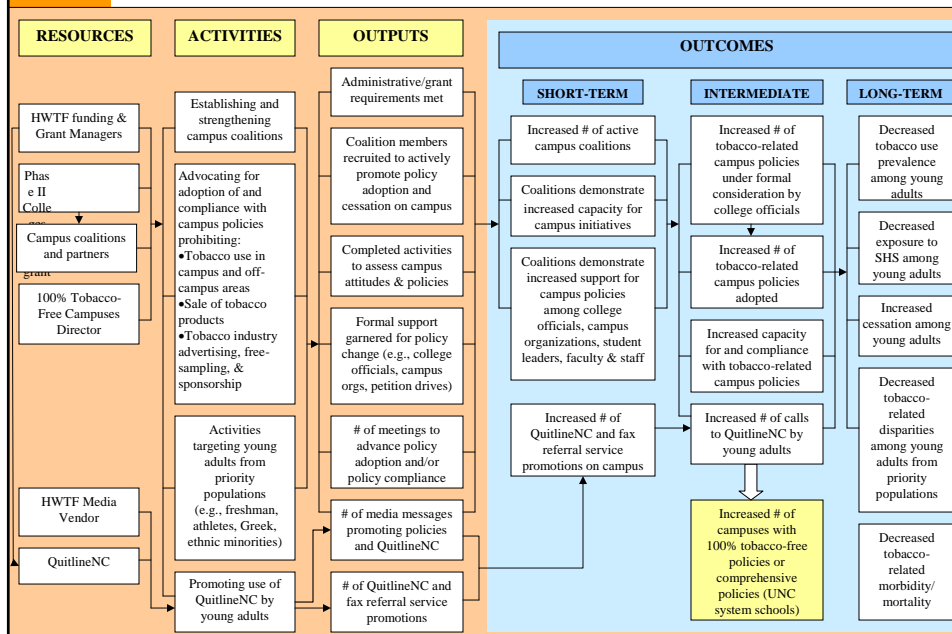 RESOURCES
ACTIVITIES
OUTPUTS
OUTCOMES
SHORT-TERM
INTERMEDIATE
LONG-TERM
HWTF funding &
Grant Managers
Phas
e II
Colle
Campus coalitions
and partners
grant
100% Tobacco-
Free Campuses
Director
HWTF Media
Vendor
QuitlineNC
Establishing and
strengthening
campus coalitions
Advocating for
adoption of and
compliance with
campus policies
prohibiting:
•Tobacco use in
campus and off-
campus areas
•Sale of tobacco
products
•Tobacco industry
advertising, free-
sampling, &
sponsorship
Activities
targeting young
adults from
priority
populations
(e.g., freshman,
athletes, Greek,
ethnic minorities)
Promoting use of
QuitlineNC by
young adults
Administrative/grant
requirements met
Coalition members
recruited to actively
promote policy
adoption and
cessation on campus
Completed activities
to assess campus
attitudes & policies
Formal support
garnered for policy
change (e.g., college
officials, campus
orgs, petition drives)
# of meetings to
advance policy
adoption and/or
policy compliance
# of media messages
promoting policies
and QuitlineNC
# of QuitlineNC and
fax referral service
promotions
Increased # of active
campus coalitions
Coalitions demonstrate
increased capacity for
campus initiatives
Coalitions demonstrate
increased support for
campus policies
among college
officials, campus
organizations, student
leaders, faculty & staff
Increased # of
QuitlineNC and fax
referral service
promotions on campus
Increased # of
tobacco-related
campus policies
under formal
consideration by
college officials
Increased # of
tobacco-related
campus policies
adopted
Increased capacity
for and compliance
with tobacco-related
campus policies
Increased # of calls
to QuitlineNC by
young adults
Increased # of
campuses with
100% tobacco-free
policies or
comprehensive
policies (UNC
system schools)
Decreased
tobacco use
prevalence
among young
adults
Decreased
exposure to
SHS among
young adults
Increased
cessation among
young adults
Decreased
tobacco-
related
disparities
among young
adults from
priority
populations
Decreased
tobacco-
related
morbidity/
mortality